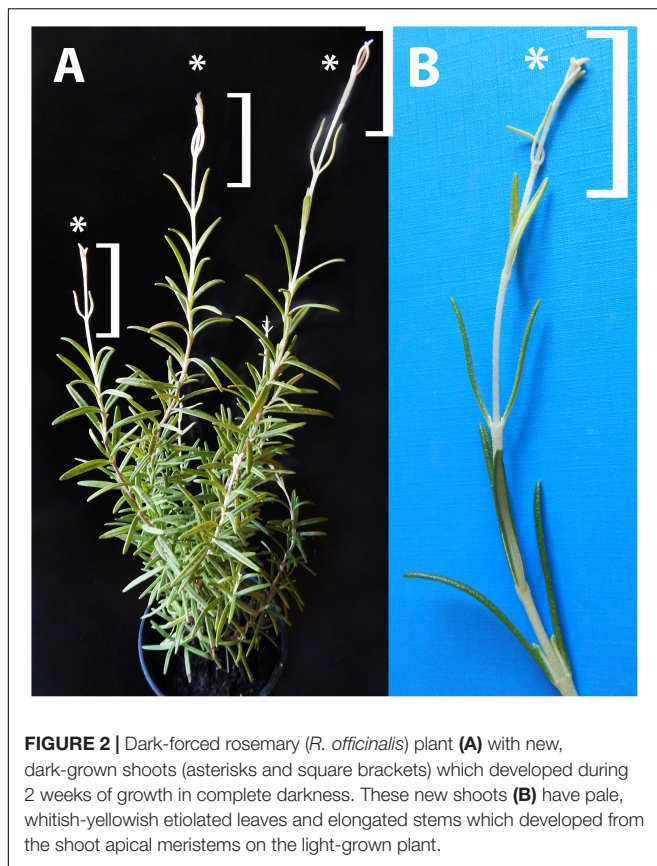 A
*
*
*
B
*
FIGURE 2 | Dark-forced rosemary (R. officinalis) plant (A) with new,
dark-grown shoots (asterisks and square brackets) which developed during
2 weeks of growth in complete darkness. These new shoots (B) have pale,
whitish-yellowish etiolated leaves and elongated stems which developed from
the shoot apical meristems on the light-grown plant.